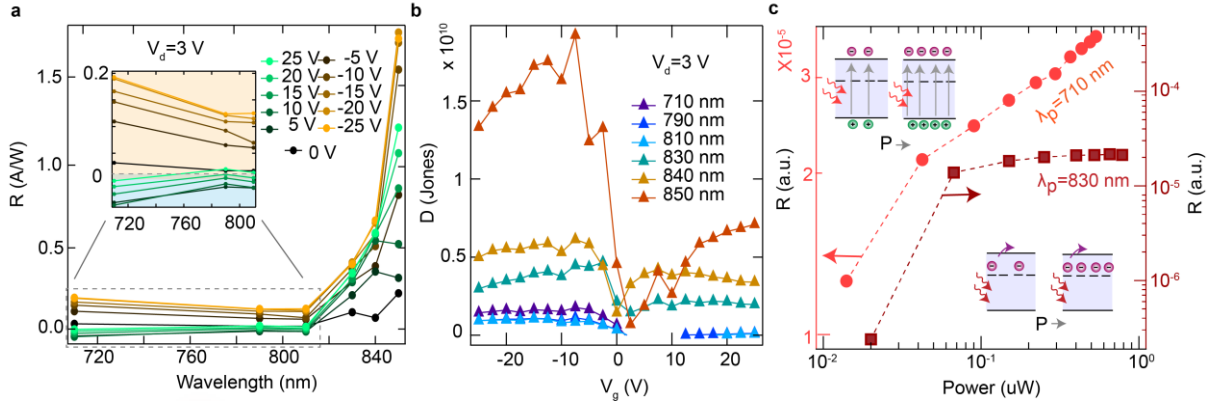 a
V_d=3 V
25 V -5 V
20 V -10 V
15 V -15 V
10 V -20 V
5 V -25 V
0 V
0.2
0
720 760 800
R (A/W)
1.5
1.0
0.5
0.0
720 760 800 840
Wavelength (nm)
b
x 10^10
V_d=3 V
710 nm
790 nm
810 nm
830 nm
840 nm
850 nm
D (Jones)
1.5
1.0
0.5
0
-20 -10 0 10 20
V_g (V)
c
X10^-5
3
2
1
R (a.u.)
P
λ_p=710 nm
λ_p=830 nm
P
10^-4
10^-5
10^-6
R (a.u.)
10^-2 10^-1 10^0
Power (uW)